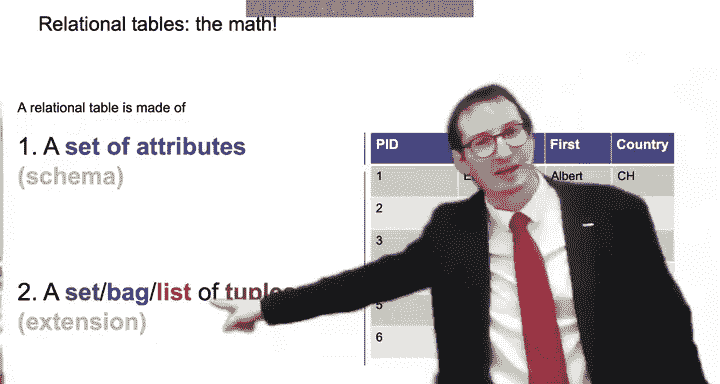 Relational tables: the math!
A relational table is made of
1. A set of attributes
(schema)
2. A set/bag/list of tuples
(extension)
PID First Country
1 Albert CH
2
3
5
6